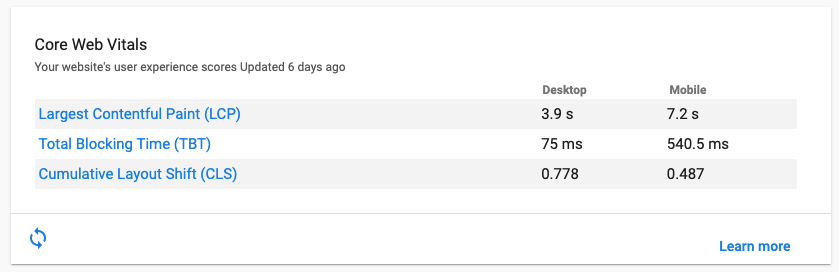 Core Web Vitals
Your website's user experience scores Updated 6 days ago
Desktop Mobile
Largest Contentful Paint (LCP) 3.9 s 7.2 s
Total Blocking Time (TBT) 75 ms 540.5 ms
Cumulative Layout Shift (CLS) 0.778 0.487
Learn more